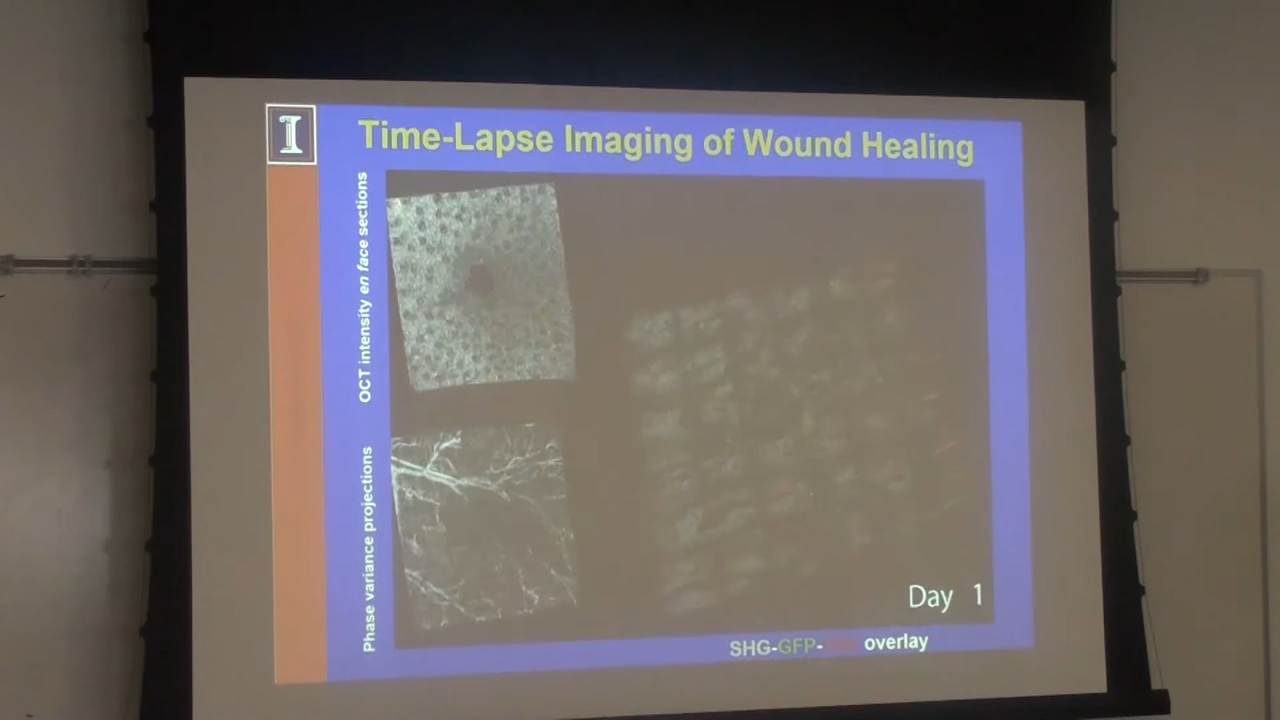 I
Time-Lapse Imaging of Wound Healing
OCT intensity en face sections
Phase variance projections
Day 1
SHG-GFP- overlay